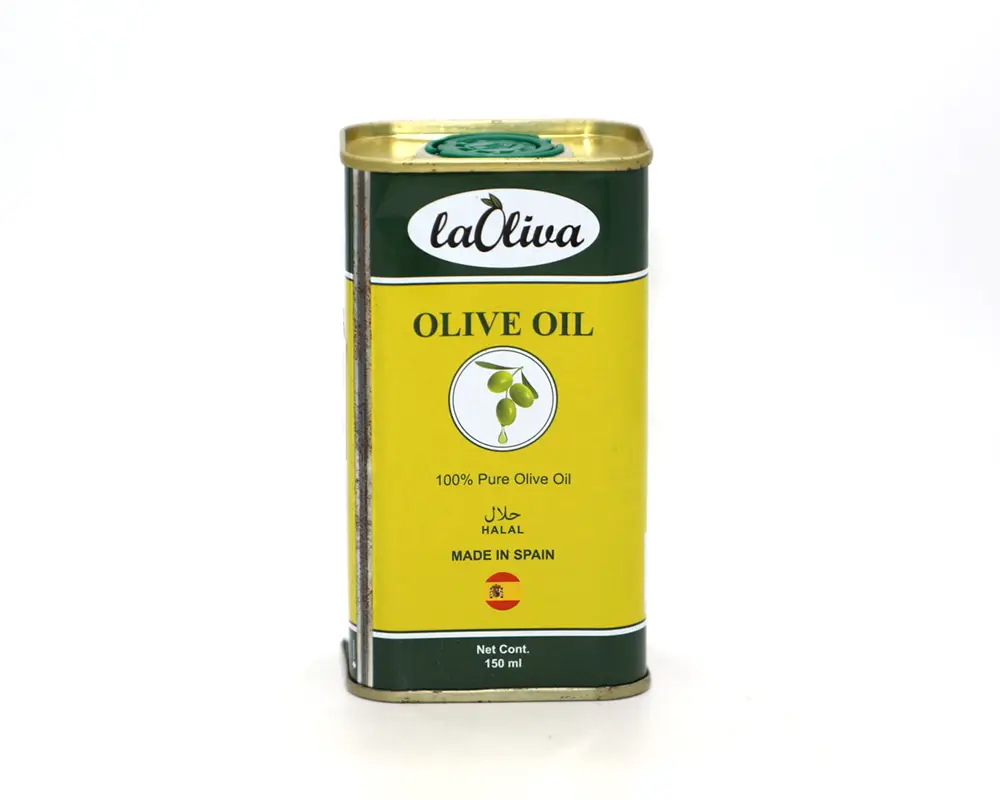 laOliva
OLIVE OIL
100% Pure Olive Oil
حلال
HALAL
MADE IN SPAIN
Net Cont.
150 ml